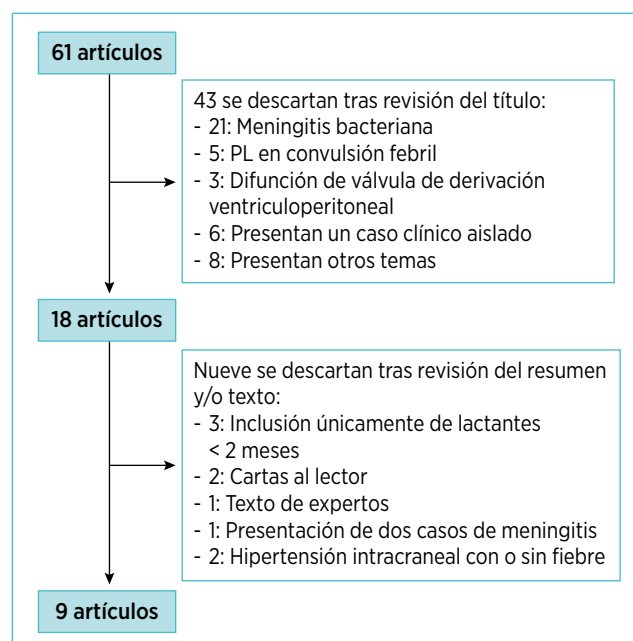 61 artículos
43 se descartan tras revisión del título:
- 21: Meningitis bacteriana
- 5: PL en convulsión febril
- 3: Difunción de válvula de derivación
ventriculoperitoneal
- 6: Presentan un caso clínico aislado
- 8: Presentan otros temas
18 artículos
Nueve se descartan tras revisión del resumen
y/o texto:
- 3: Inclusión únicamente de lactantes
< 2 meses
- 2: Cartas al lector
- 1: Texto de expertos
- 1: Presentación de dos casos de meningitis
- 2: Hipertensión intracraneal con o sin fiebre
9 artículos